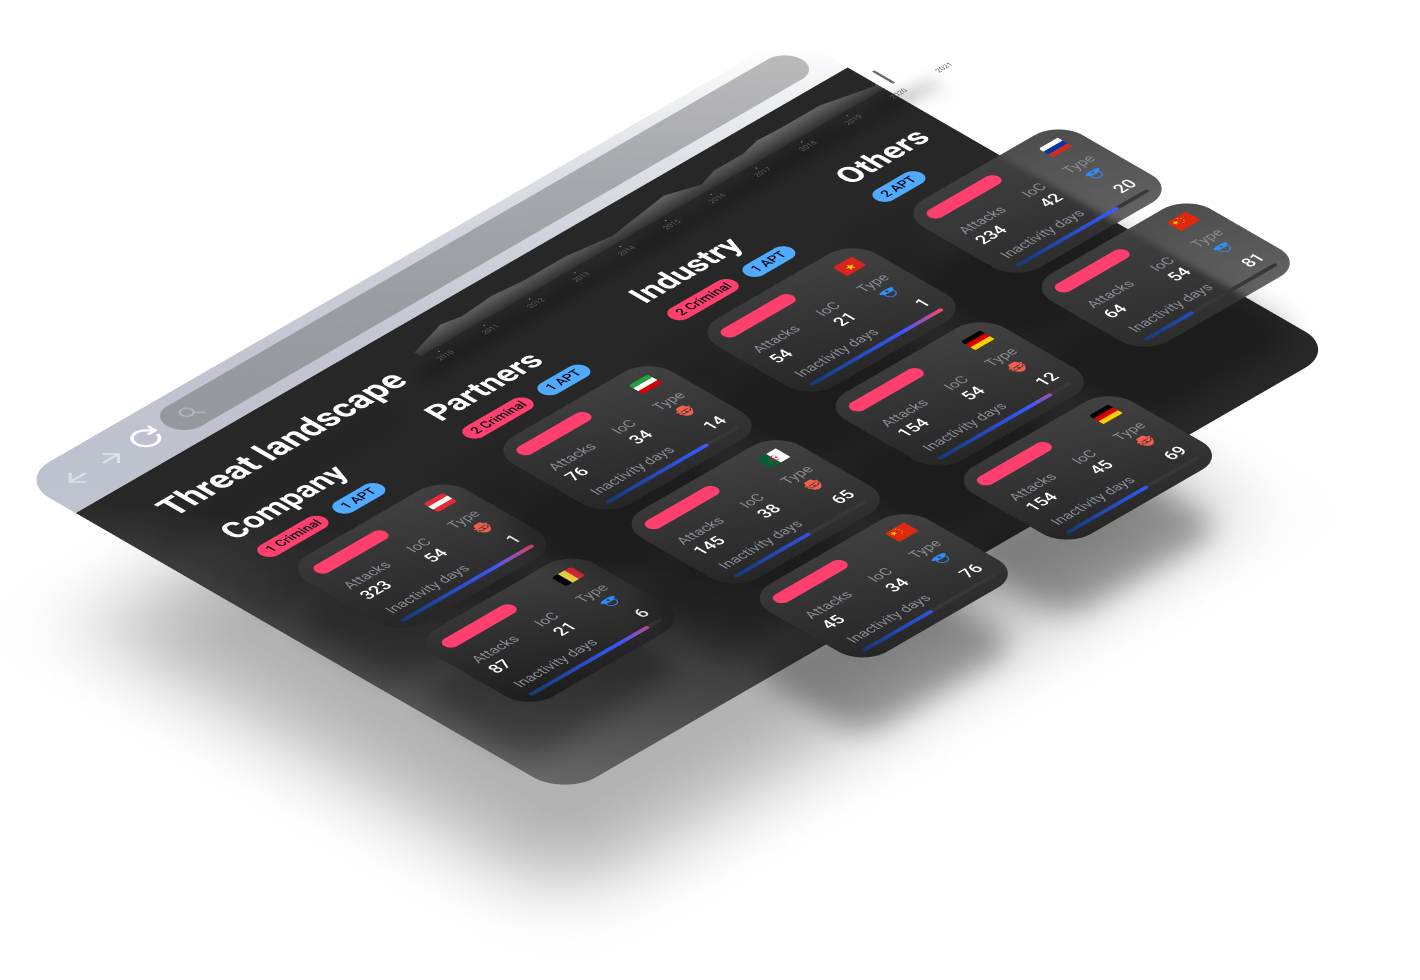 Threat landscape
2010
2011
2012
2013
2014
2015
2016
2017
2018
2019
2020
2021
Company
1 Criminal
1 APT
Attacks IoC Type
323 54
Inactivity days 1
Attacks IoC Type
87 21
Inactivity days 6
Partners
2 Criminal
1 APT
Attacks IoC Type
76 34
Inactivity days 14
Attacks IoC Type
145 38
Inactivity days 65
Attacks IoC Type
45 34
Inactivity days 76
Industry
2 Criminal
1 APT
Attacks IoC Type
54 21
Inactivity days 1
Attacks IoC Type
154 54
Inactivity days 12
Attacks IoC Type
154 45
Inactivity days 69
Others
2 APT
Attacks IoC Type
234 42
Inactivity days 20
Attacks IoC Type
64 54
Inactivity days 81